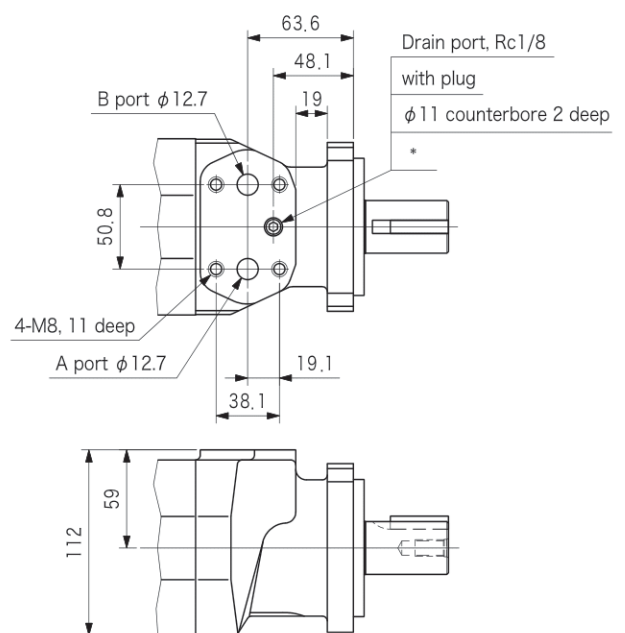 63.6
Drain port, Rc1/8
48.1
with plug
B port φ12.7
19
φ11 counterbore 2 deep
*
50.8
4-M8, 11 deep
A port φ12.7
19.1
38.1
59
112